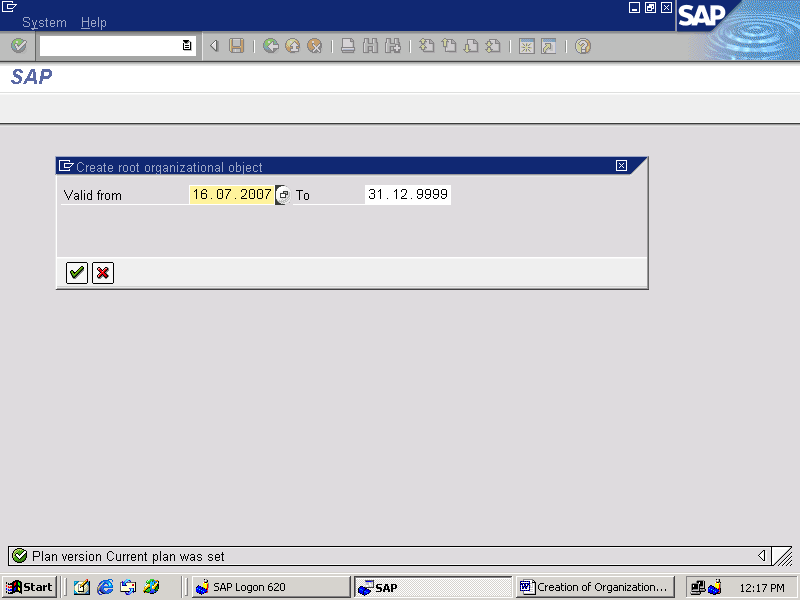 System Help
SAP
SAP
Create root organizational object
Valid from 16.07.2007 To 31.12.9999
Plan version Current plan was set
Start SAP Logon 620 SAP Creation of Organization... 12:17 PM